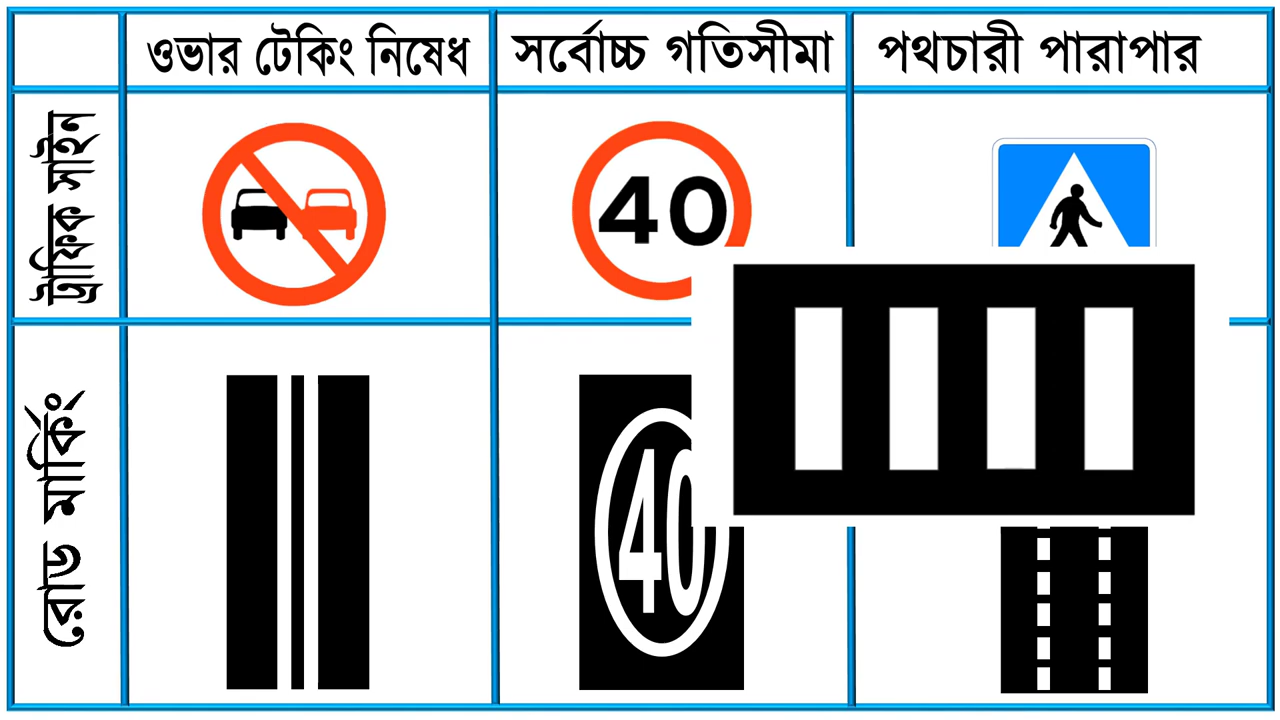 ওভার টেকিং নিষেধ
সর্বোচ্চ গতিসীমা
পথচারী পারাপার
ট্রাফিক সাইন
40
রোড মার্কিং
40